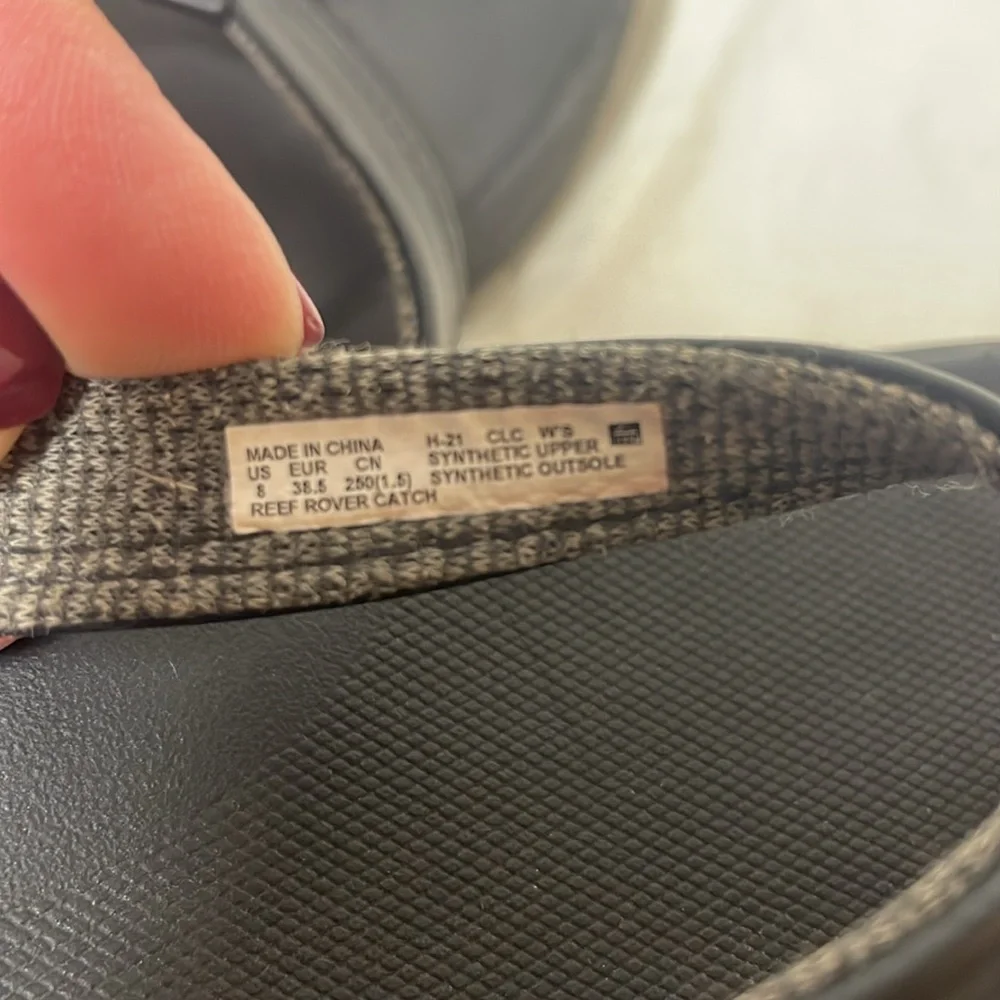 MADE IN CHINA H-21 CLC W'S
US EUR CN SYNTHETIC UPPER
8 38.5 250(1.5) SYNTHETIC OUTSOLE
REEF ROVER CATCH